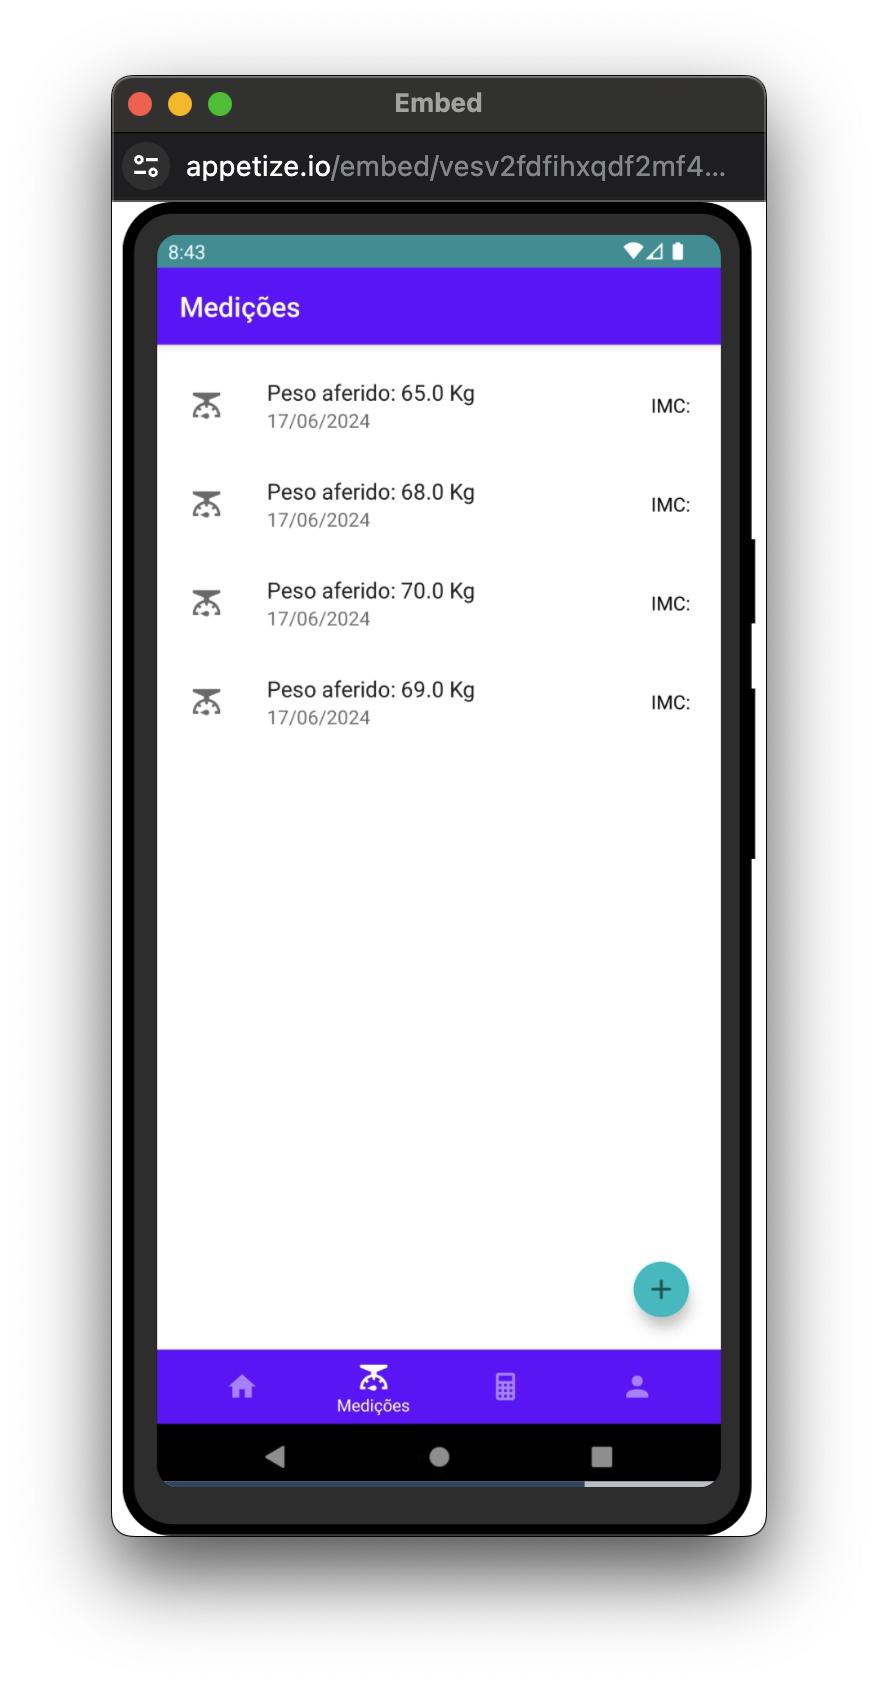 Embed
appetize.io/embed/vesv2fdfihxqdf2mf4...
8:43
Medições
Peso aferido: 65.0 Kg
17/06/2024
IMC:
Peso aferido: 68.0 Kg
17/06/2024
IMC:
Peso aferido: 70.0 Kg
17/06/2024
IMC:
Peso aferido: 69.0 Kg
17/06/2024
IMC:
Medições